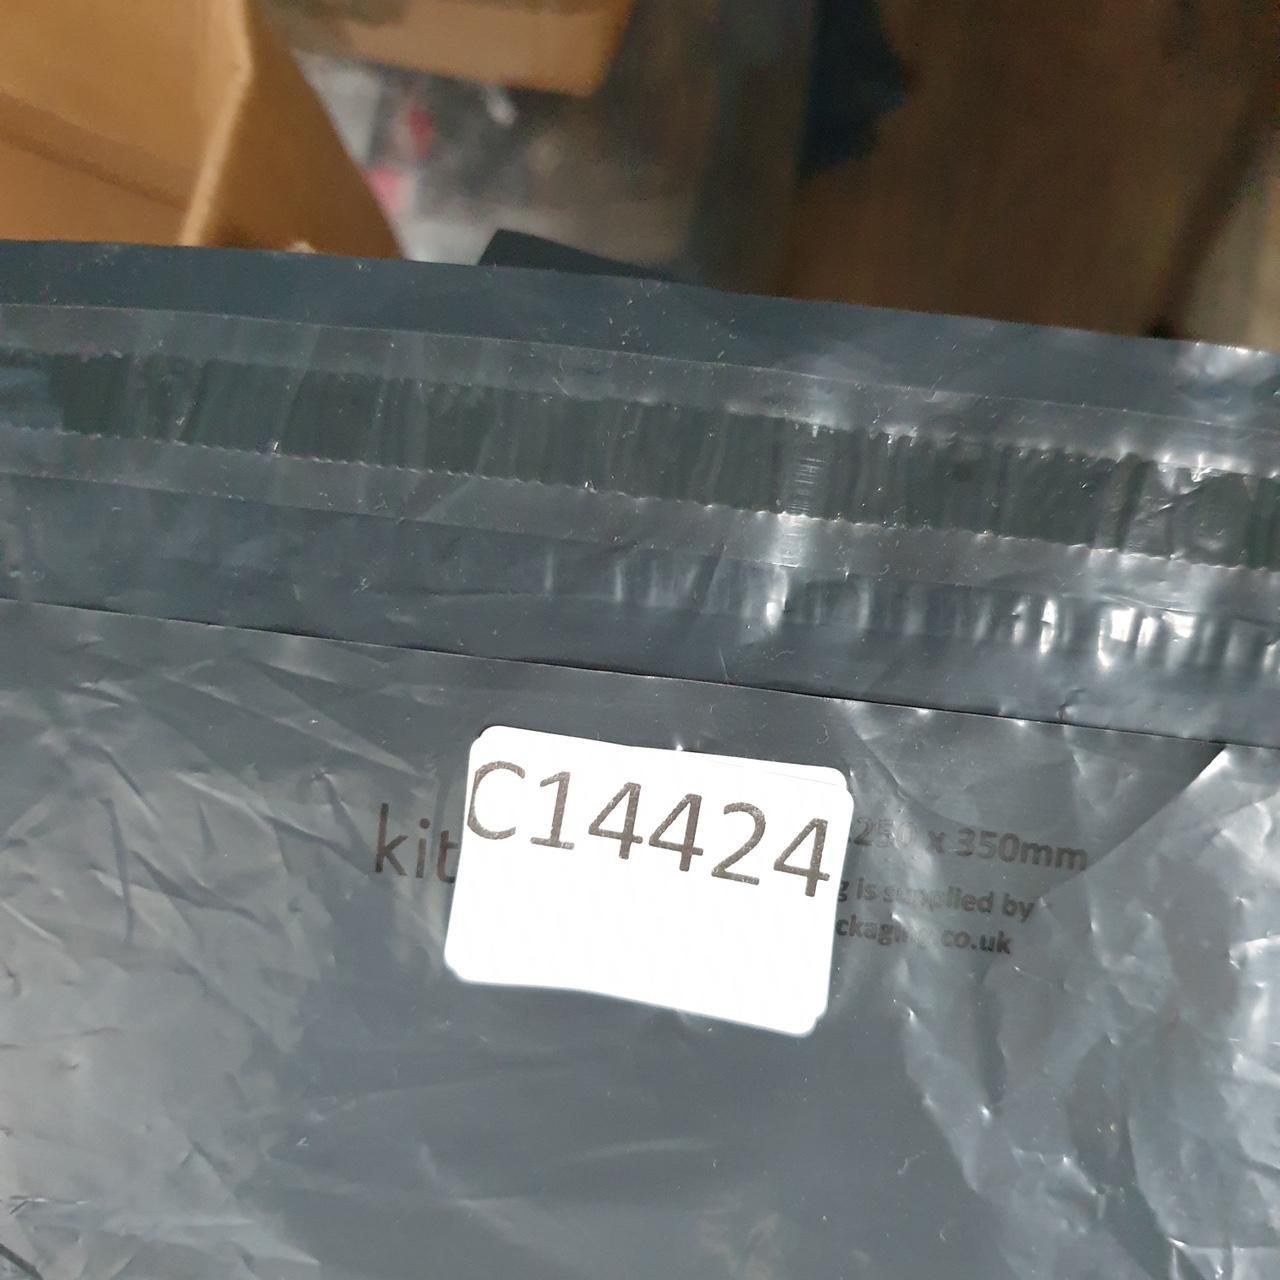 C14424
kit
250 x 350mm
is supplied by
.co.uk